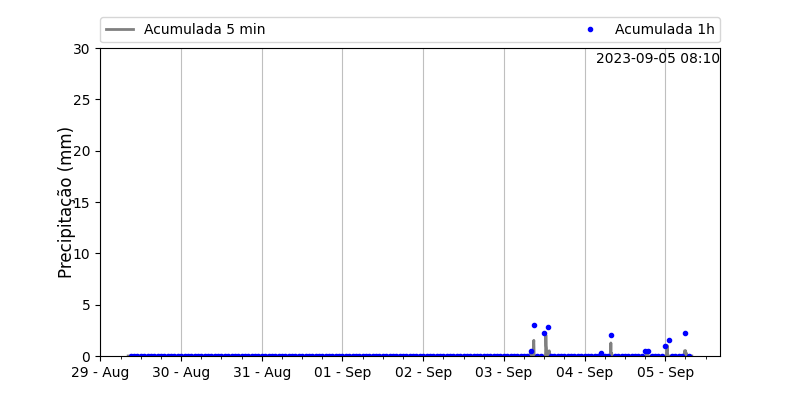 Acumulada 5 min
Acumulada 1h
2023-09-05 08:10
Precipitação (mm)
30
25
20
15
10
5
0
29 - Aug
30 - Aug
31 - Aug
01 - Sep
02 - Sep
03 - Sep
04 - Sep
05 - Sep